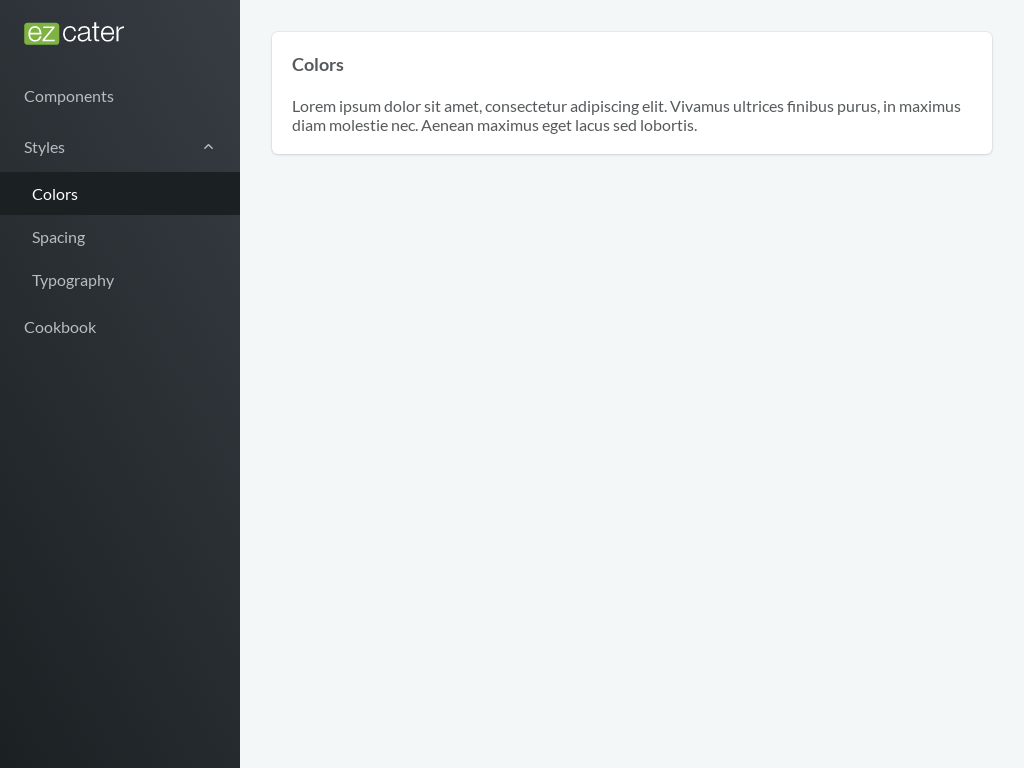 ezcater
Components
Styles
Colors
Spacing
Typography
Cookbook
Colors
Lorem ipsum dolor sit amet, consectetur adipiscing elit. Vivamus ultrices finibus purus, in maximus
diam molestie nec. Aenean maximus eget lacus sed lobortis.